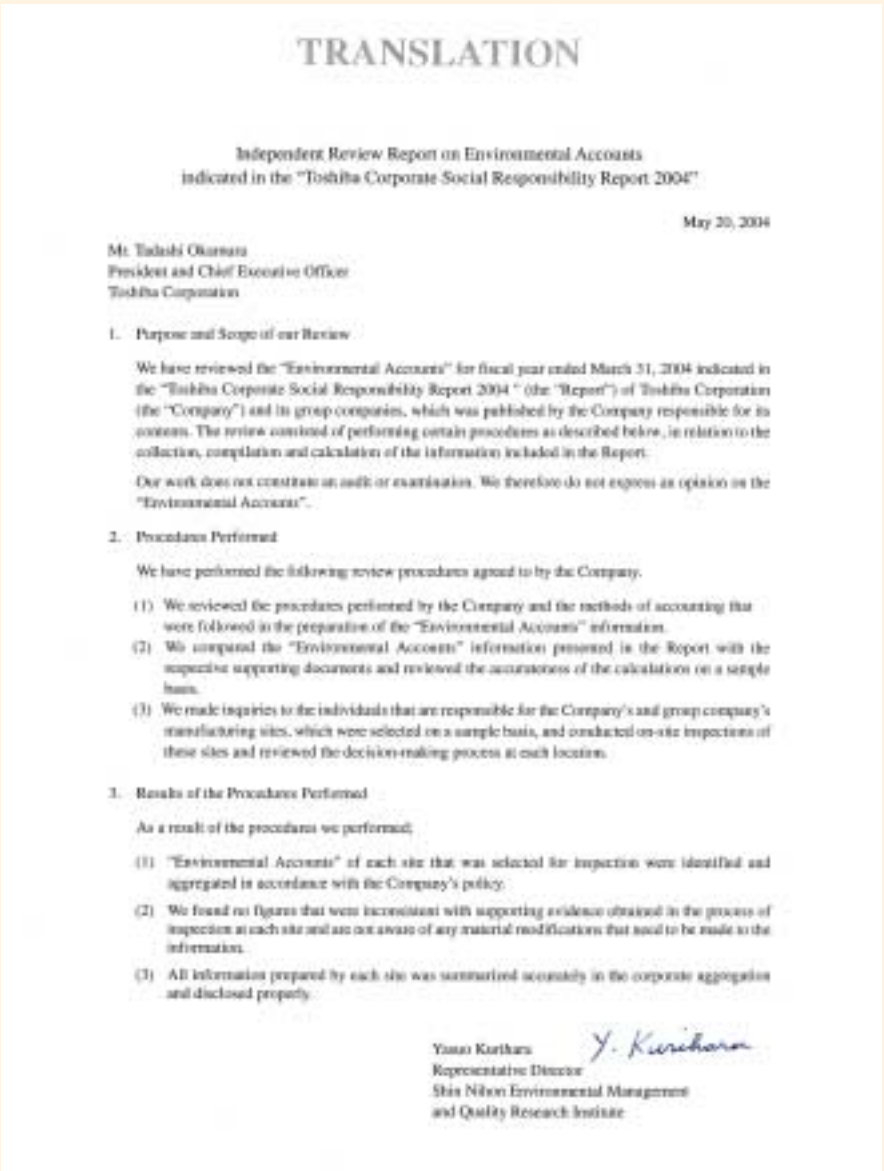 TRANSLATION
Independent Review Report on Environmental Accounts
indicated in the "Toshiba Corporate Social Responsibility Report 2004"
May 20, 2004
Mr. Tadashi Okamura
President and Chief Executive Officer
Toshiba Corporation
1. Purpose and Scope of our Review
We have reviewed the "Environmental Accounts" for fiscal year ended March 31, 2004 indicated in
the "Toshiba Corporate Social Responsibility Report 2004 " (the "Report") of Toshiba Corporation
(the "Company") and its group companies, which was published by the Company responsible for its
contents. The review consisted of performing certain procedures as described below, in relation to the
collection, compilation and calculation of the information included in the Report.
Our work does not constitute an audit or examination. We therefore do not express an opinion on the
"Environmental Accounts".
2. Procedures Performed
We have performed the following review procedures agreed to by the Company.
(1) We reviewed the procedures performed by the Company and the methods of accounting that
were followed in the preparation of the "Environmental Accounts" information.
(2) We compared the "Environmental Accounts" information presented in the Report with the
respective supporting documents and reviewed the accurateness of the calculations on a sample
basis.
(3) We made inquiries to the individuals that are responsible for the Company's and group company's
manufacturing sites, which were selected on a sample basis, and conducted on-site inspections of
these sites and reviewed the decision-making process at each location.
3. Results of the Procedures Performed
As a result of the procedures we performed;
(1) "Environmental Accounts" of each site that was selected for inspection were identified and
aggregated in accordance with the Company's policy.
(2) We found no figures that were inconsistent with supporting evidence obtained in the process of
inspection at each site and are not aware of any material modifications that need to be made to the
information.
(3) All information prepared by each site was summarized accurately in the corporate aggregation
and disclosed properly.
Yasuo Kurihara Y. Kurihara
Representative Director
Shin Nihon Environmental Management
and Quality Research Institute